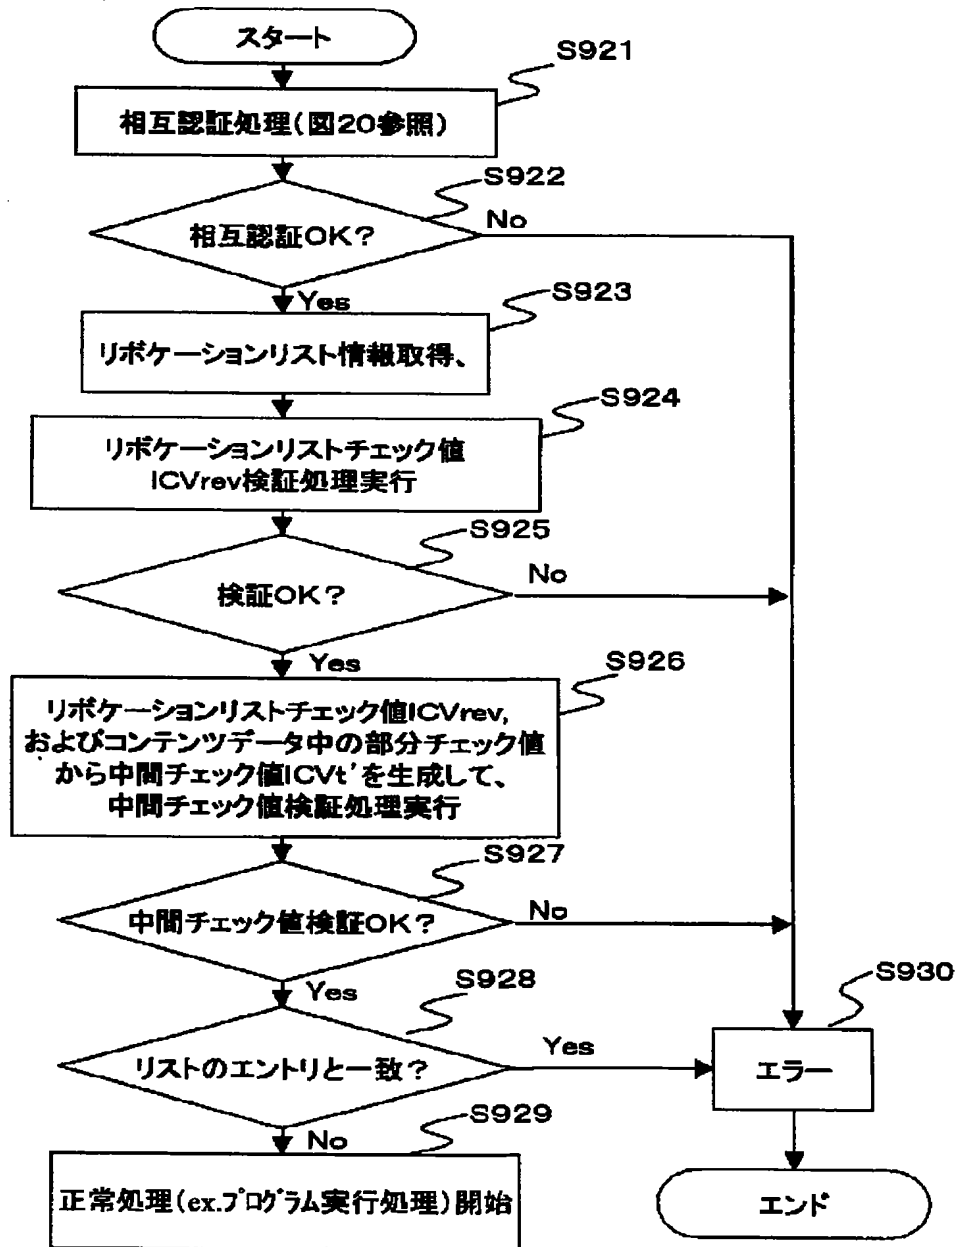 スタート
S921
相互認証処理(図20参照)
S922
相互認証OK?
No
Yes
S923
リボケーションリスト情報取得、
S924
リボケーションリストチェック値
ICVrev検証処理実行
S925
検証OK?
No
Yes
S926
リボケーションリストチェック値ICVrev,
およびコンテンツデータ中の部分チェック値
から中間チェック値ICVt'を生成して、
中間チェック値検証処理実行
S927
中間チェック値検証OK?
No
Yes
S928
リストのエントリと一致?
Yes
S930
エラー
No
S929
正常処理(ex.プログラム実行処理)開始
エンド